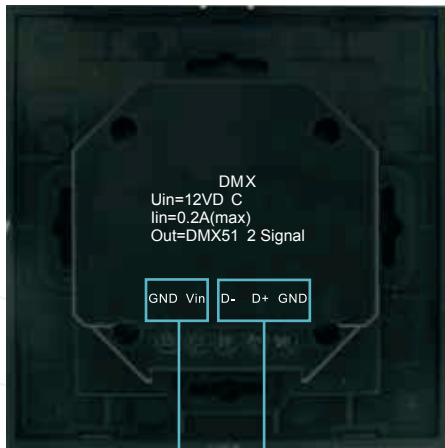 DMX
Uin=12VD C
Iin=0.2A(max)
Out=DMX51 2 Signal
GND Vin D- D+ GND